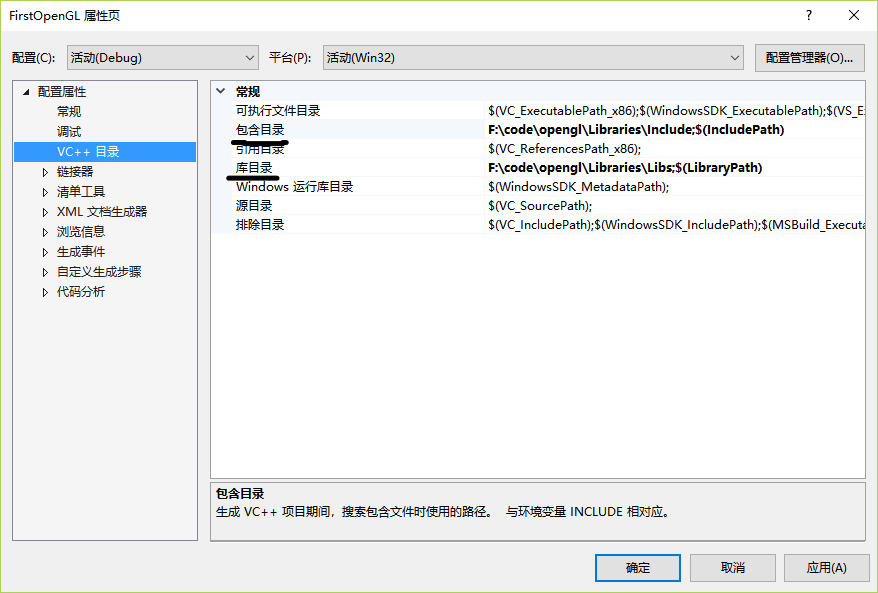 FirstOpenGL 属性页
配置(C):
活动(Debug)
平台(P):
活动(Win32)
配置管理器(O)...
配置属性
常规
调试
VC++ 目录
链接器
清单工具
XML 文档生成器
浏览信息
生成事件
自定义生成步骤
代码分析
常规
可执行文件目录 $(VC_ExecutablePath_x86);$(WindowsSDK_ExecutablePath);$(VS_E
包含目录 F:\code\opengl\Libraries\Include;$(IncludePath)
引用目录 $(VC_ReferencesPath_x86);
库目录 F:\code\opengl\Libraries\Libs;$(LibraryPath)
Windows 运行库目录 $(WindowsSDK_MetadataPath);
源目录 $(VC_SourcePath);
排除目录 $(VC_IncludePath);$(WindowsSDK_IncludePath);$(MSBuild_Executa
包含目录
生成 VC++ 项目期间，搜索包含文件时使用的路径。 与环境变量 INCLUDE 相对应。
确定
取消
应用(A)